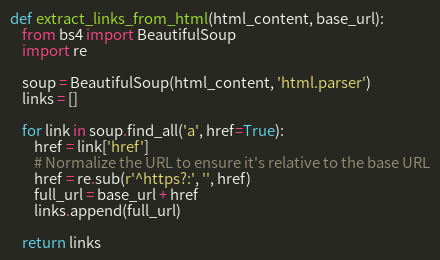 def extract_links_from_html(html_content, base_url):
    from bs4 import BeautifulSoup
    import re

    soup = BeautifulSoup(html_content, 'html.parser')
    links = []

    for link in soup.find_all('a', href=True):
        href = link['href']
        # Normalize the URL to ensure it's relative to the base URL
        href = re.sub(r'^https?:', '', href)
        full_url = base_url + href
        links.append(full_url)

    return links